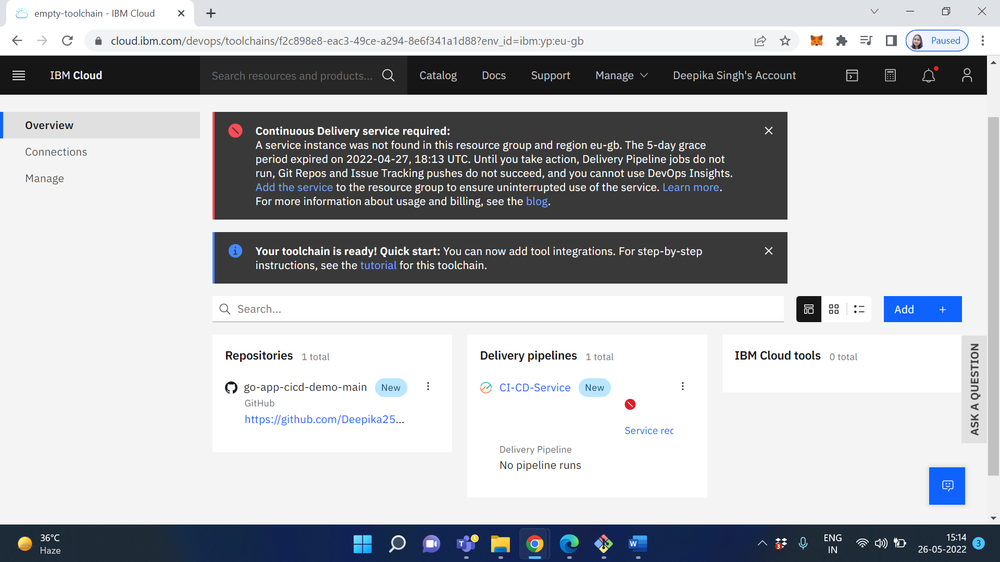 empty-toolchain - IBM Cloud
cloud.ibm.com/devops/toolchains/f2c898e8-eac3-49ce-a294-8e6f341a1d88?env_id=ibm:yp:eu-gb
Paused
IBM Cloud
Search resources and products...
Catalog
Docs
Support
Manage
Deepika Singh's Account
Overview
Connections
Manage
Continuous Delivery service required:
A service instance was not found in this resource group and region eu-gb. The 5-day grace
period expired on 2022-04-27, 18:13 UTC. Until you take action, Delivery Pipeline jobs do not
run, Git Repos and Issue Tracking pushes do not succeed, and you cannot use DevOps Insights.
Add the service to the resource group to ensure uninterrupted use of the service. Learn more.
For more information about usage and billing, see the blog.
Your toolchain is ready! Quick start: You can now add tool integrations. For step-by-step
instructions, see the tutorial for this toolchain.
Search...
Add +
Repositories 1 total
go-app-cicd-demo-main New
GitHub
https://github.com/Deepika25...
Delivery pipelines 1 total
CI-CD-Service New
Service rec
Delivery Pipeline
No pipeline runs
IBM Cloud tools 0 total
ASK A QUESTION
36°C
Haze
3
ENG
IN
15:14
26-05-2022
3